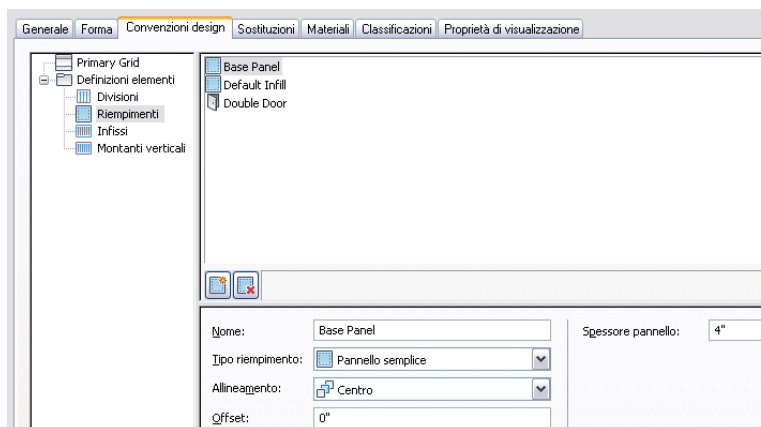 Generale Forma Convenzioni design Sostituzioni Materiali Classificazioni Proprietà di visualizzazione
Primary Grid
Definizioni elementi
Divisioni
Riempimenti
Infissi
Montanti verticali
Base Panel
Default Infill
Double Door
Nome: Base Panel Spessore pannello: 4"
Tipo riempimento: Pannello semplice
Allineamento: Centro
Offset: 0"